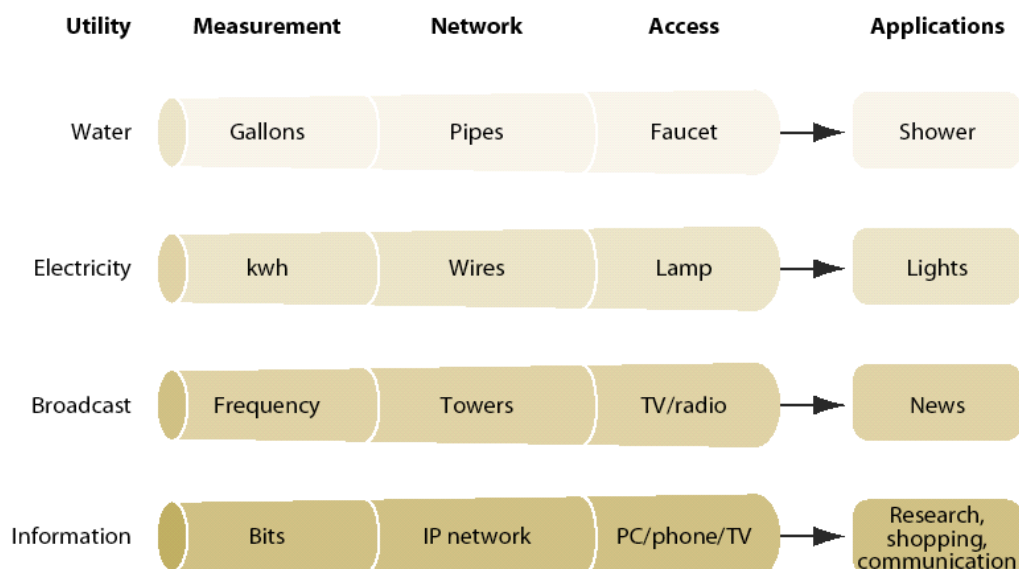 Utility Measurement Network Access Applications
Water Gallons Pipes Faucet Shower
Electricity kwh Wires Lamp Lights
Broadcast Frequency Towers TV/radio News
Information Bits IP network PC/phone/TV Research,
shopping,
communication